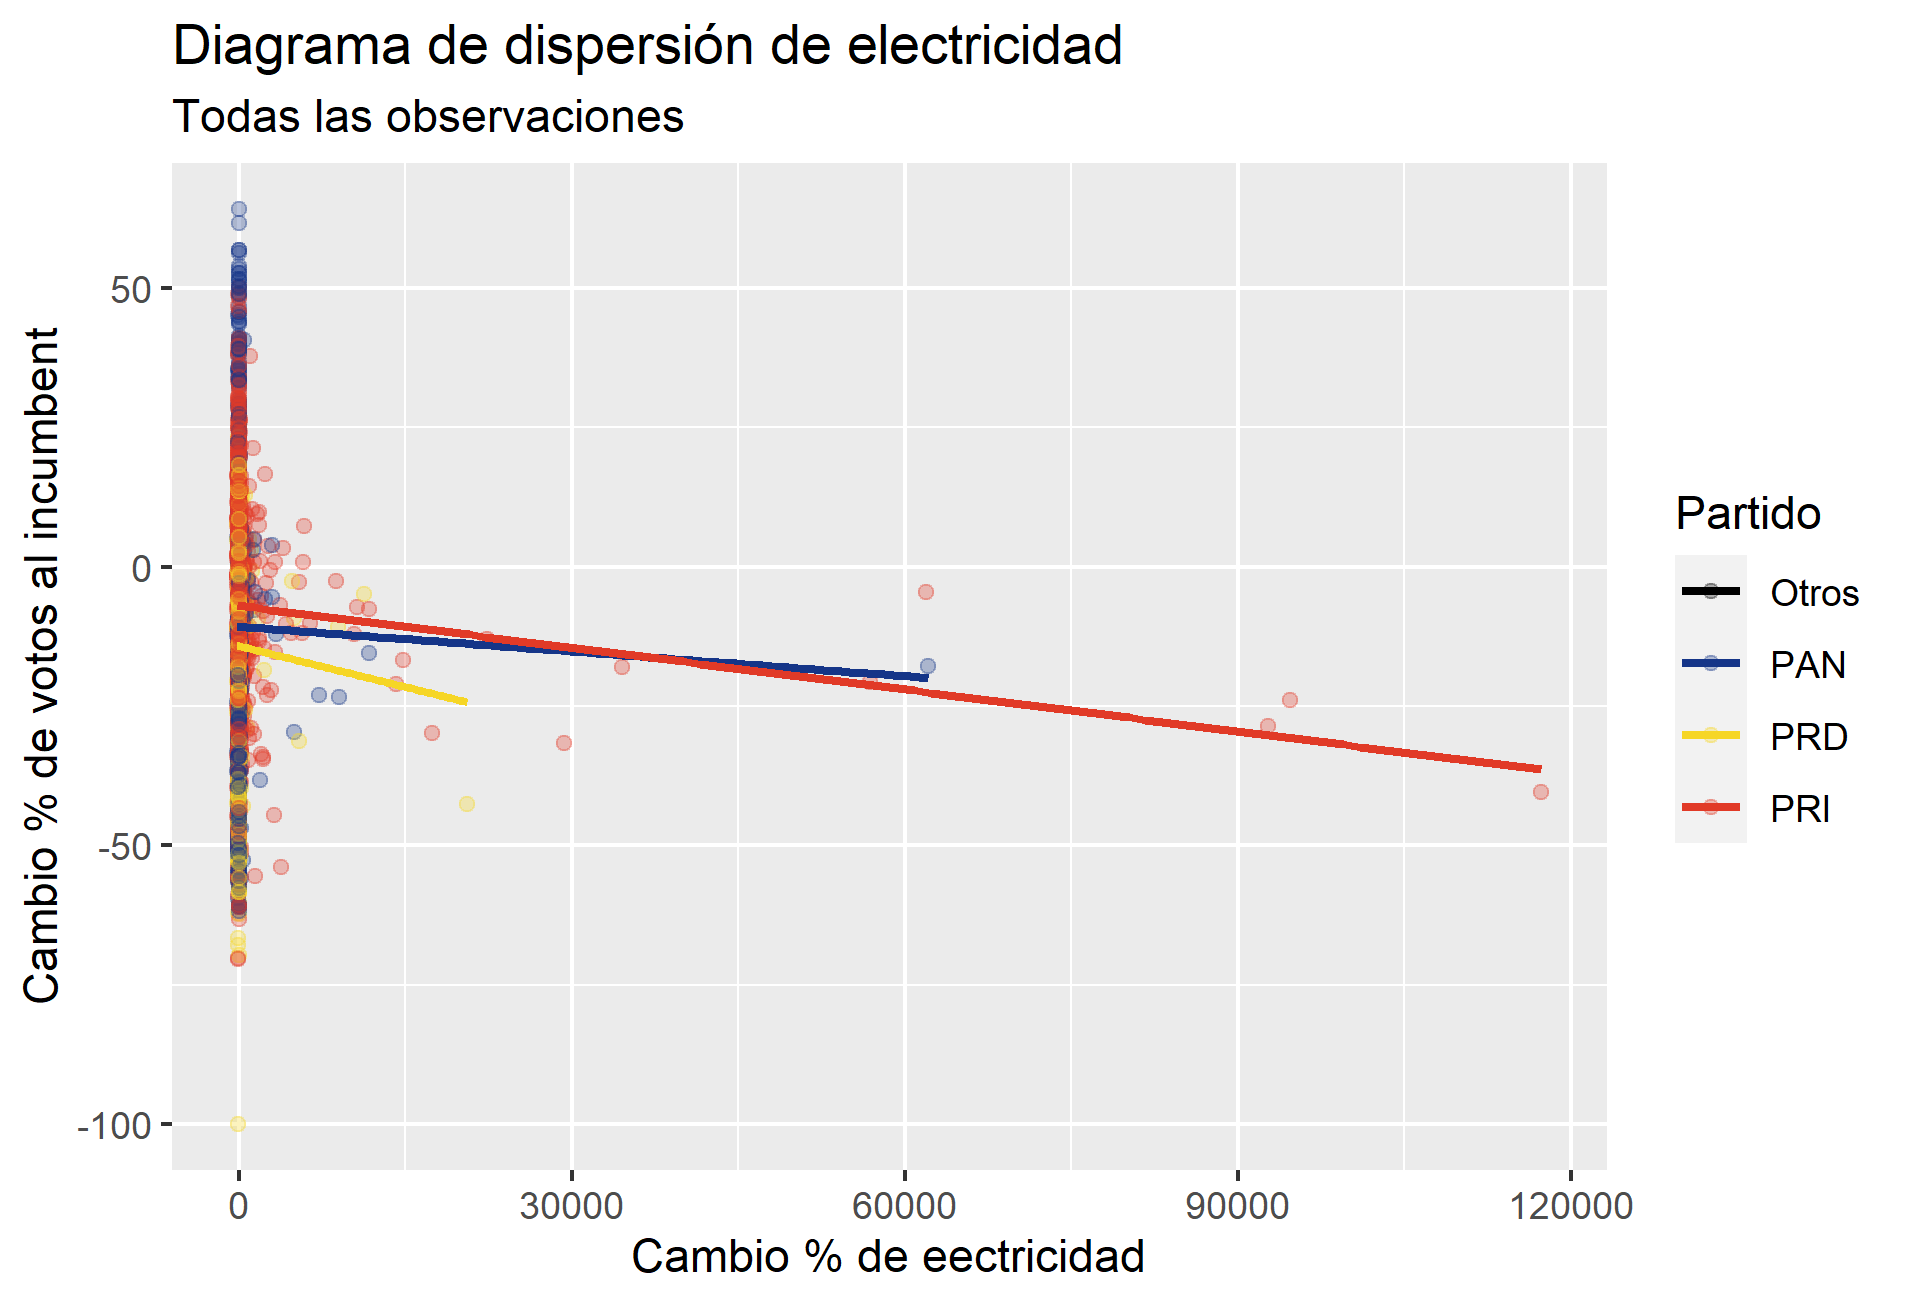 Diagrama de dispersión de electricidad
Todas las observaciones
Cambio % de votos al incumbent
50
0
-50
-100
0
30000
60000
90000
120000
Cambio % de eectricidad
Partido
Otros
PAN
PRD
PRI